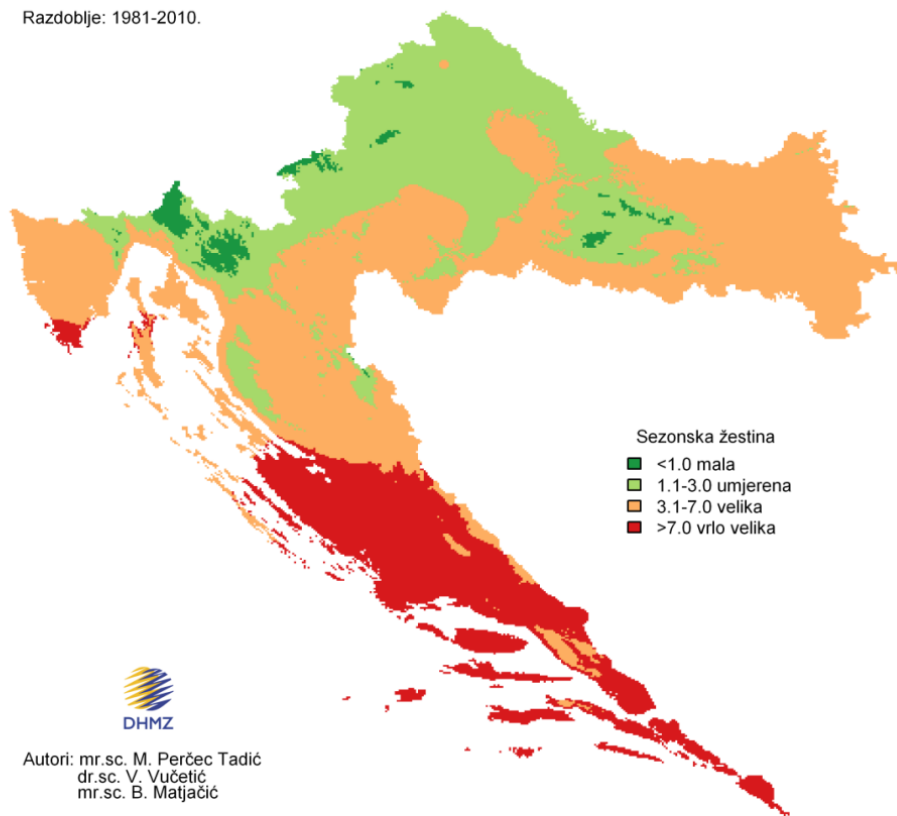 Razdoblje: 1981-2010.
Sezonska žestina
<1.0 mala
1.1-3.0 umjerena
3.1-7.0 velika
>7.0 vrlo velika
DHMZ
Autori: mr.sc. M. Perčec Tadić
dr.sc. V. Vučetić
mr.sc. B. Matjačić